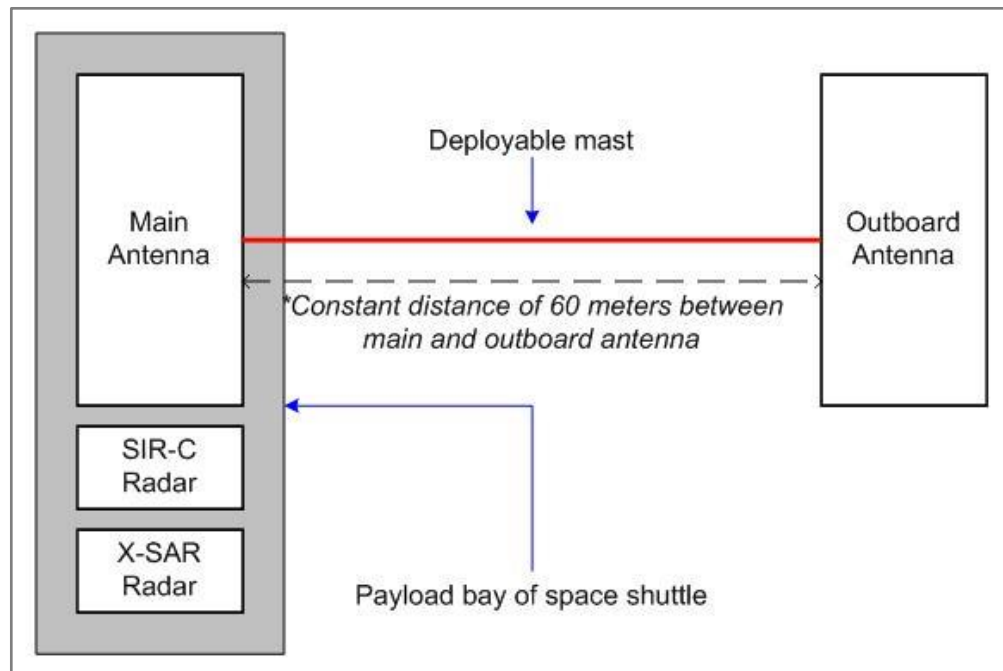 Deployable mast
Main
Antenna
Outboard
Antenna
*Constant distance of 60 meters between
main and outboard antenna
SIR-C
Radar
X-SAR
Radar
Payload bay of space shuttle